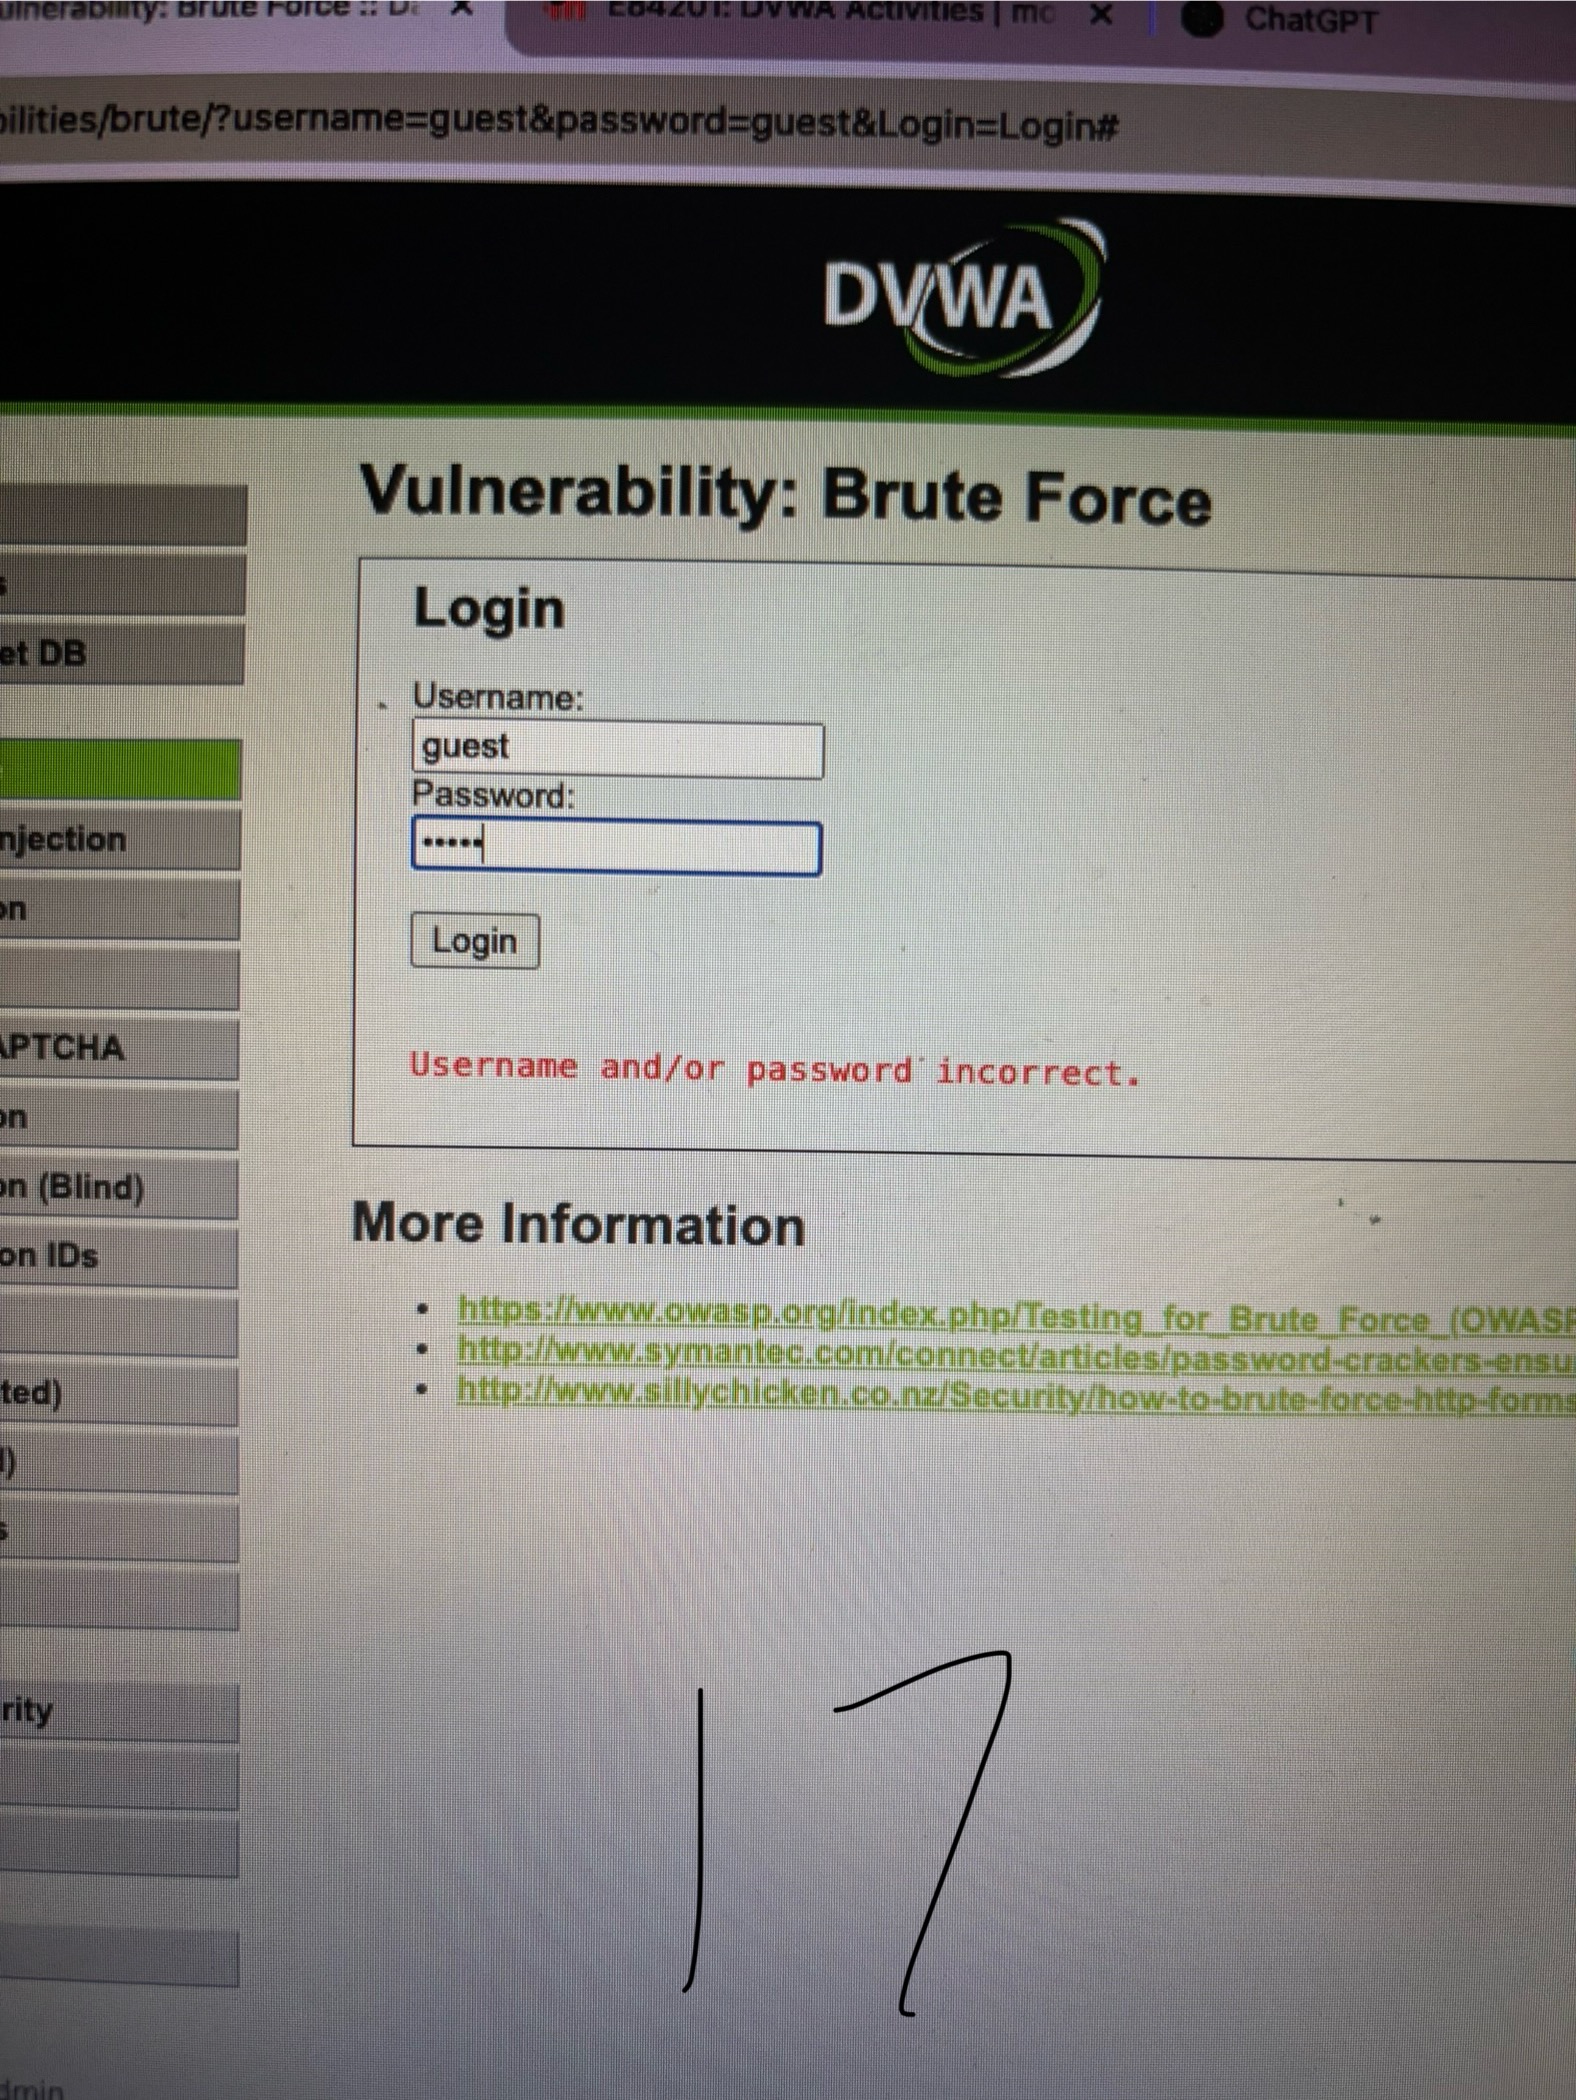 ulnerability: Brute Force :: Da
E84201: DVWA Activities | mo
ChatGPT
bilities/brute/?username=guest&password=guest&Login=Login#
DVWA
Vulnerability: Brute Force
Login
s
et DB
Username:
guest
Password:
•••••
njection
on
Login
APTCHA
Username and/or password incorrect.
on
on (Blind)
More Information
on IDs
• https://www.owasp.org/index.php/Testing_for_Brute_Force_(OWASP
• http://www.symantec.com/connect/articles/password-crackers-ensu
• http://www.sillychicken.co.nz/Security/how-to-brute-force-http-forms
ted)
l)
s
rity
17
dmin